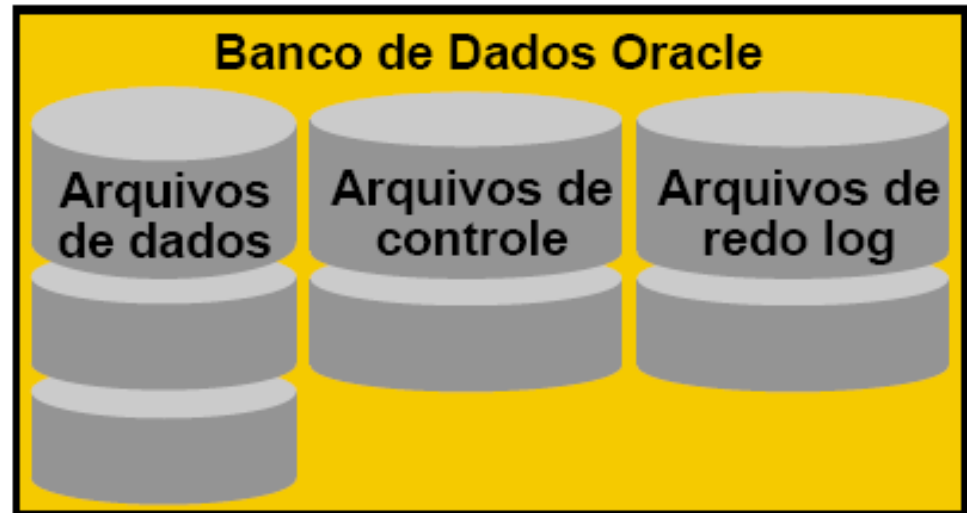 Banco de Dados Oracle
Arquivos
de dados
Arquivos de
controle
Arquivos de
redo log